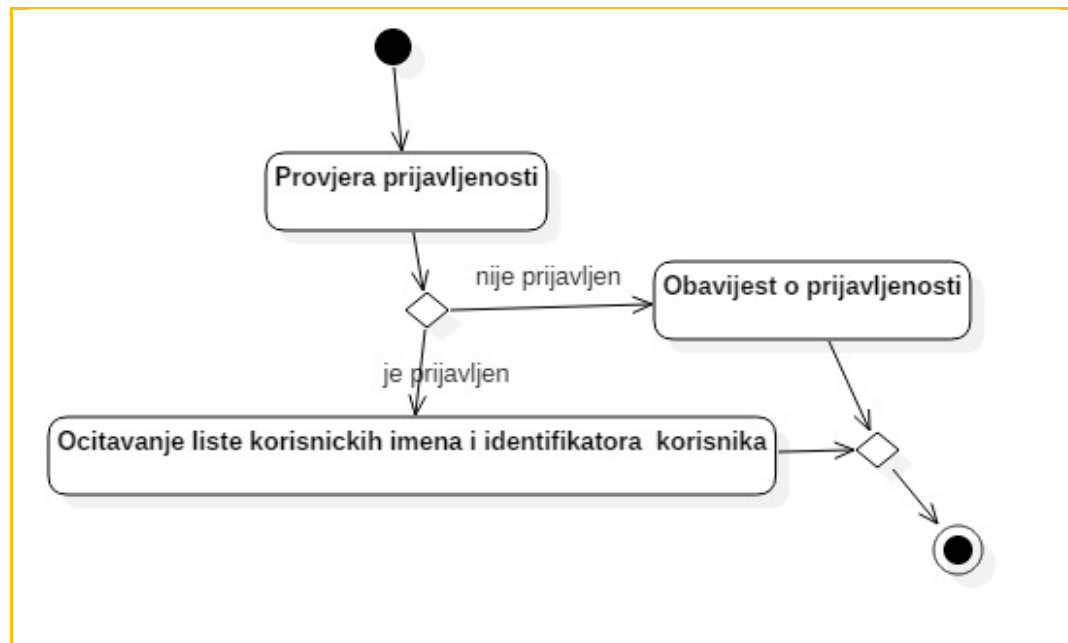 Provjera prijavljenosti
nije prijavljen
Obavijest o prijavljenosti
je prijavljen
Ocitavanje liste korisnickih imena i identifikatora  korisnika